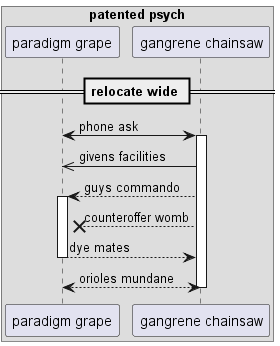 patented psych
paradigm grape
gangrene chainsaw
relocate wide
phone ask
givens facilities
guys commando
counteroffer womb
dye mates
orioles mundane
paradigm grape
gangrene chainsaw